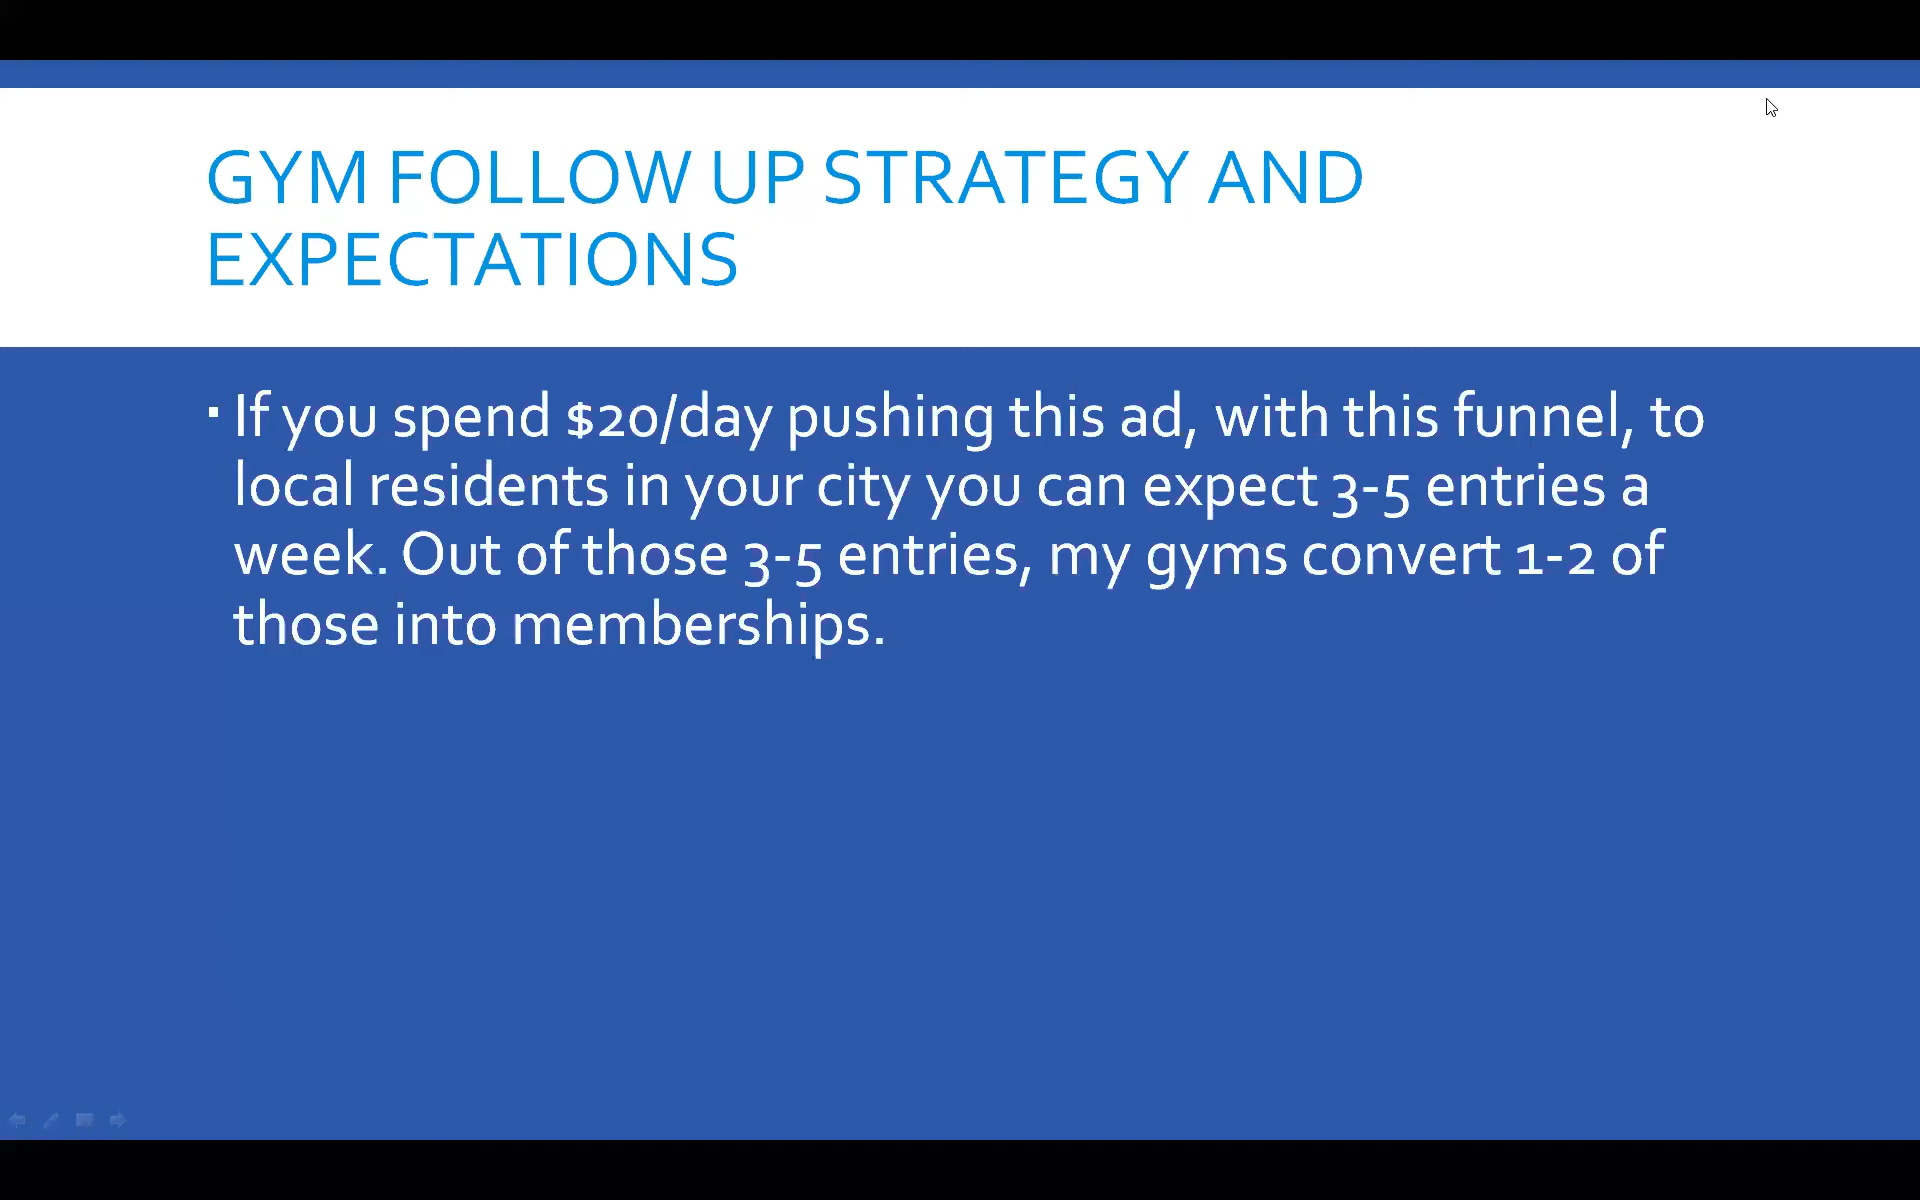 GYM FOLLOW UP STRATEGY AND
EXPECTATIONS
▪ If you spend $20/day pushing this ad, with this funnel, to
local residents in your city you can expect 3-5 entries a
week. Out of those 3-5 entries, my gyms convert 1-2 of
those into memberships.